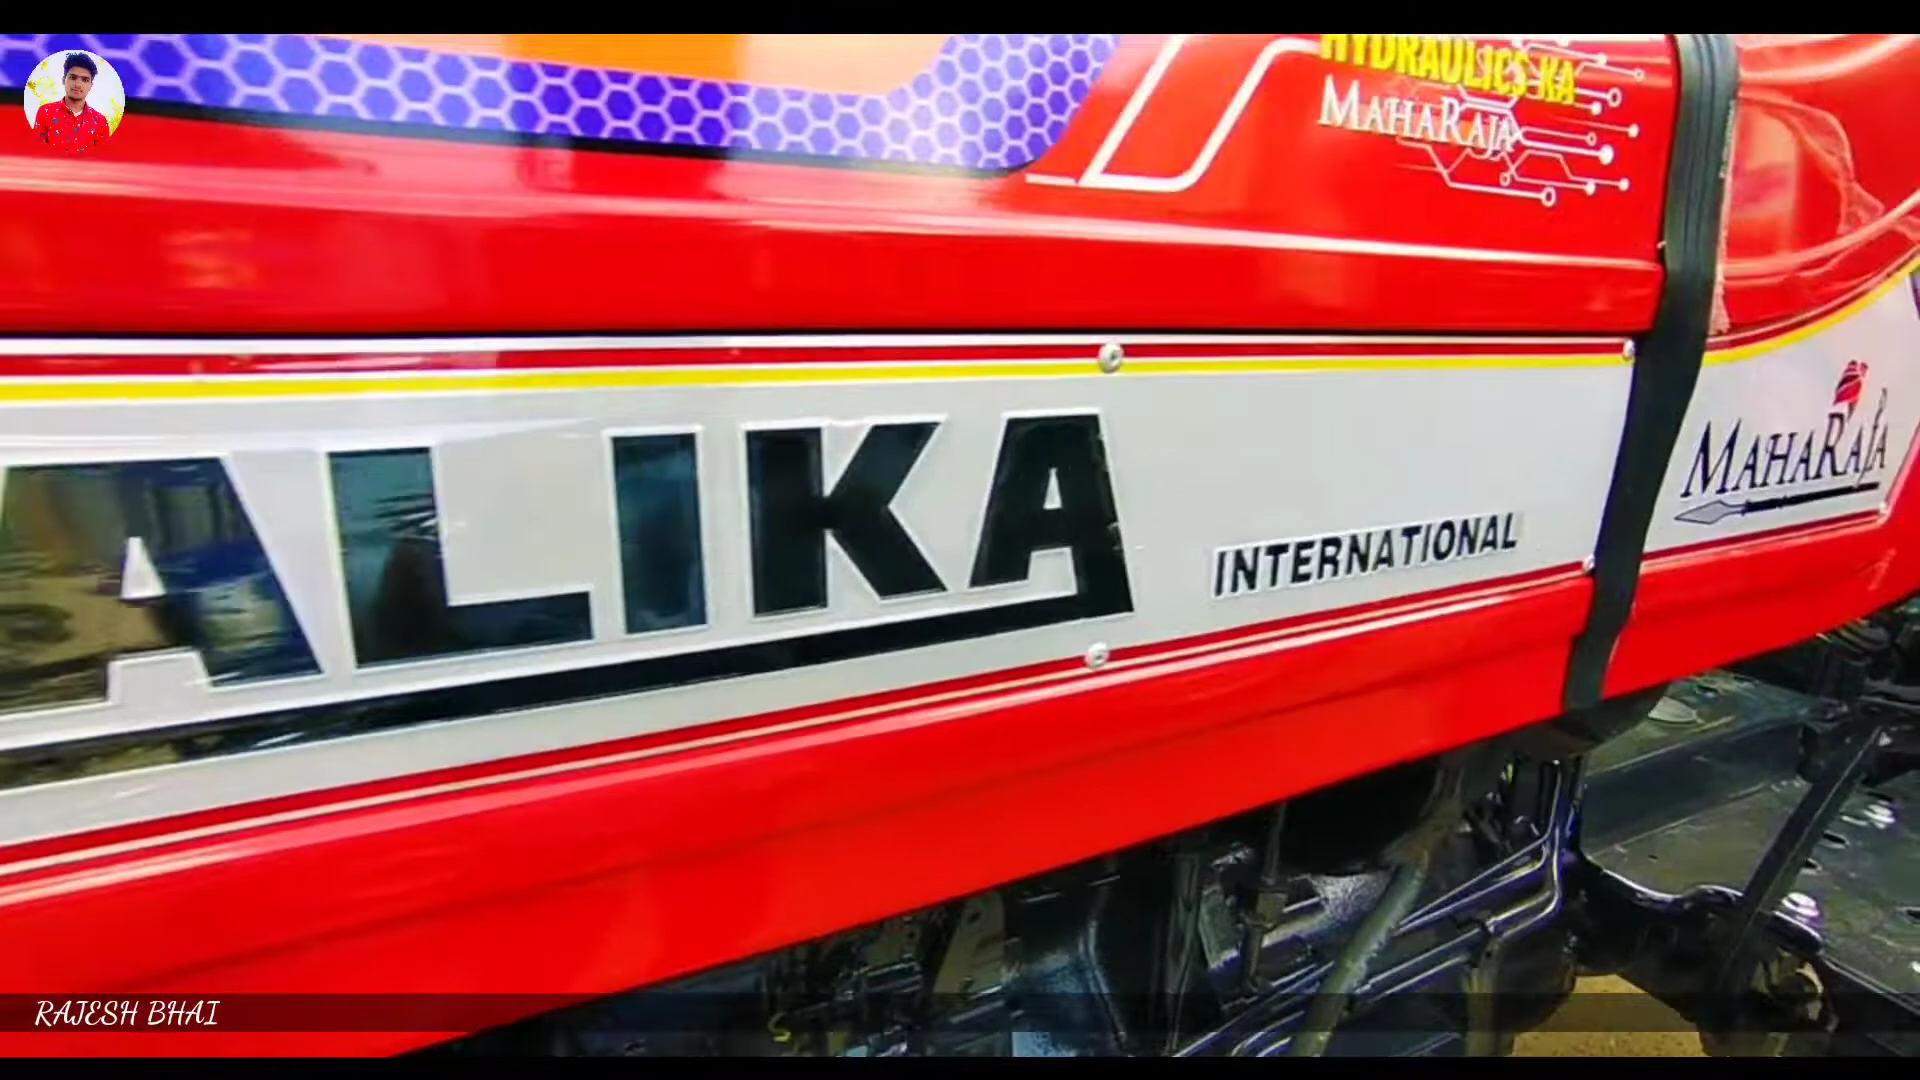 HYDRAULICS KA
MAHARAJA
ALIKA
INTERNATIONAL
MAHARAJA
RAJESH BHAI